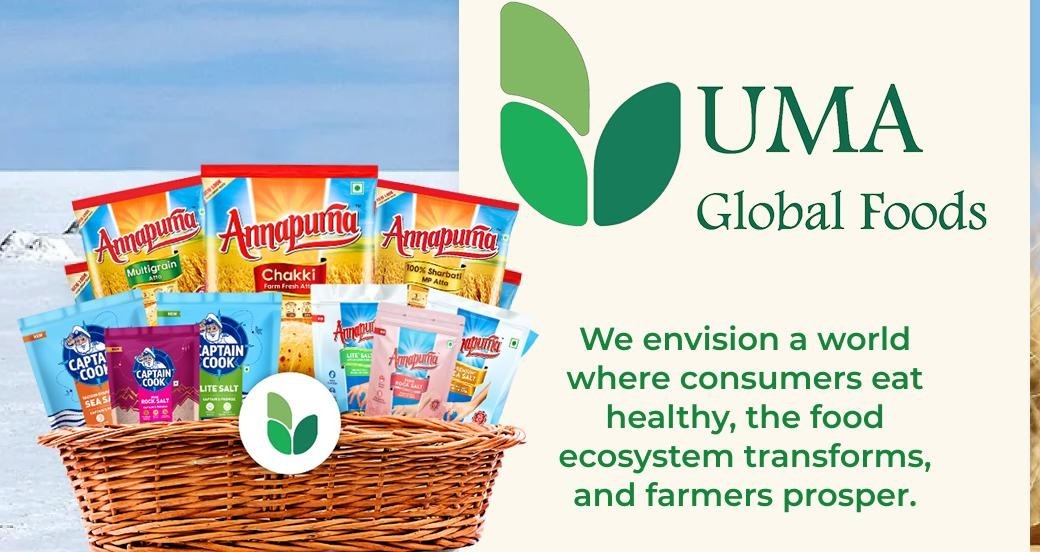 UMA
Global Foods
We envision a world
where consumers eat
healthy, the food
ecosystem transforms,
and farmers prosper.
Annapurna
Multigrain
Atta
Annapurna
Chakki
Farm Fresh Atta
Annapurna
100% Sharbati
MP Atta
CAPTAIN
COOK
SEA SA
CAPTAIN
COOK
ROCK SALT
CAPTAIN
COOK
LITE SALT
Annapurna
LITE SALT
Annapurna
ROCK SALT